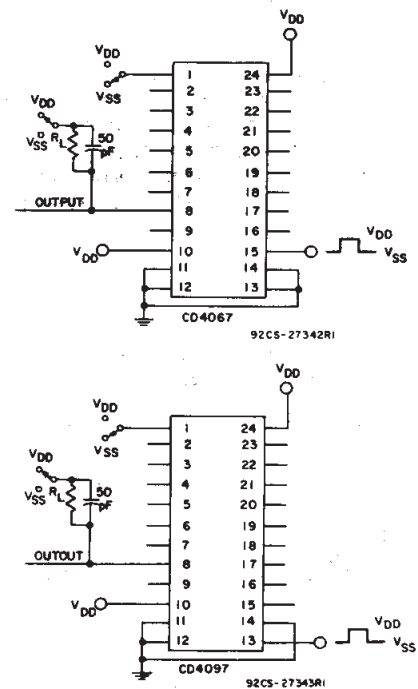 VDD
VDD
1 24
VSS
2 23
VDD
3 22
4 21
VSS RL 50 pF
5 20
6 19
7 18
OUTPUT 8 17
9 16
VDD 10 15 VDD
VSS
11 14
12 13
CD4067
92CS-27342R1
VDD
VDD
1 24
VSS
2 23
3 22
VDD
4 21
VSS RL 50 pF
5 20
6 19
7 18
OUTOUT 8 17
9 16
VDD 10 15
11 14 VDD
12 13 VSS
CD4097
92CS-27343R1